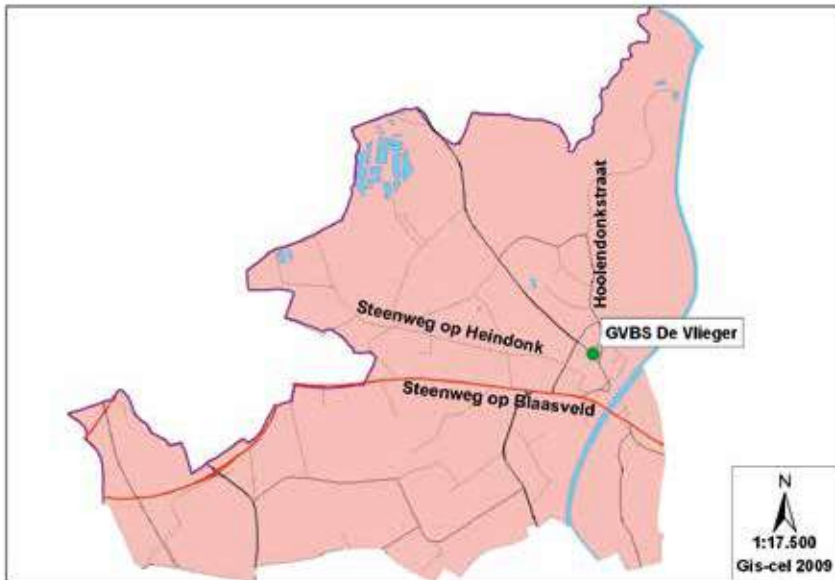 Hoolendonkstraat
Steenweg op Heindonk
GVBS De Vlieger
Steenweg op Blaasveld
N
1:17.500
Gis-cel 2009